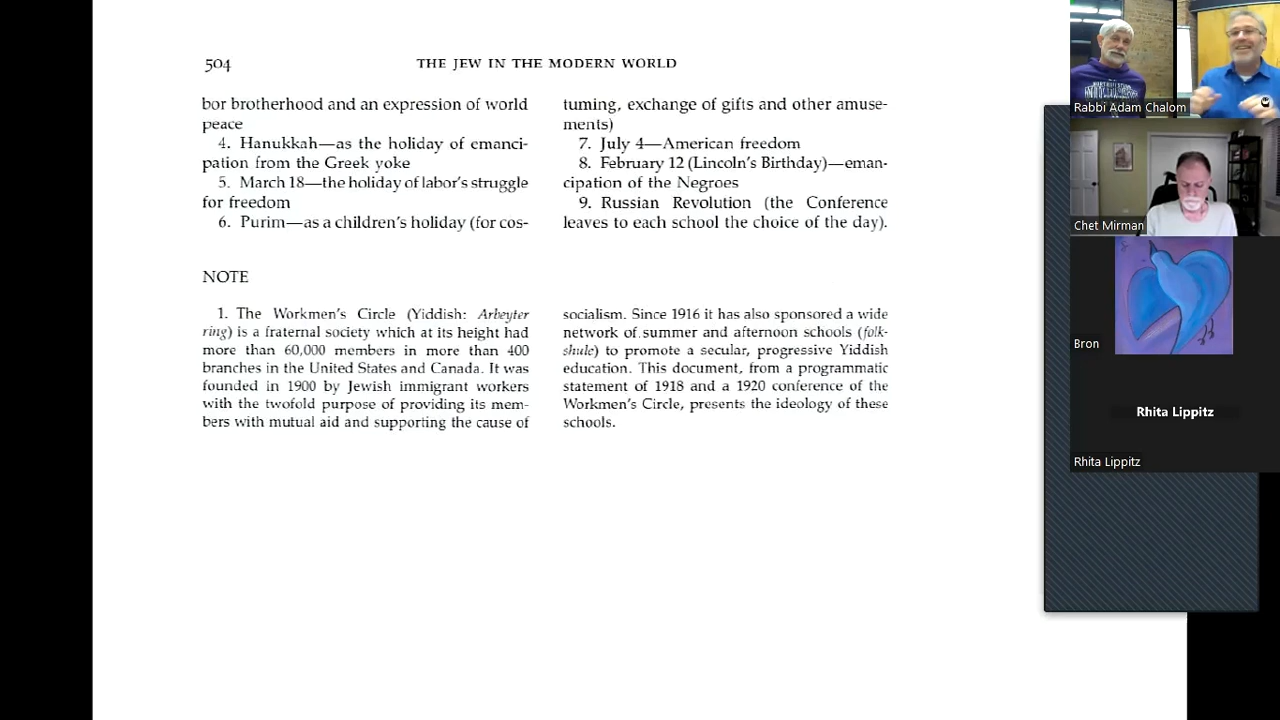 504
THE JEW IN THE MODERN WORLD
bor brotherhood and an expression of world
peace
4. Hanukkah—as the holiday of emanci-
pation from the Greek yoke
5. March 18—the holiday of labor's struggle
for freedom
6. Purim—as a children's holiday (for cos-
tuming, exchange of gifts and other amuse-
ments)
7. July 4—American freedom
8. February 12 (Lincoln's Birthday)—eman-
cipation of the Negroes
9. Russian Revolution (the Conference
leaves to each school the choice of the day).
NOTE
1. The Workmen's Circle (Yiddish: Arbeyter
ring) is a fraternal society which at its height had
more than 60,000 members in more than 400
branches in the United States and Canada. It was
founded in 1900 by Jewish immigrant workers
with the twofold purpose of providing its mem-
bers with mutual aid and supporting the cause of
socialism. Since 1916 it has also sponsored a wide
network of summer and afternoon schools (folk-
shule) to promote a secular, progressive Yiddish
education. This document, from a programmatic
statement of 1918 and a 1920 conference of the
Workmen's Circle, presents the ideology of these
schools.
Rabbi Adam Chalom
Chet Mirman
Bron
Rhita Lippitz
Rhita Lippitz